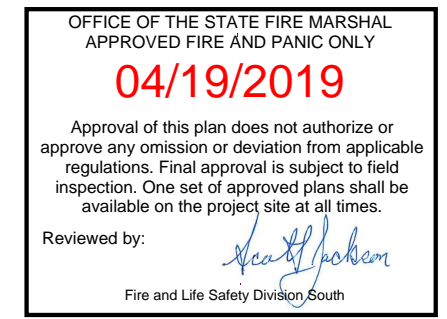 OFFICE OF THE STATE FIRE MARSHAL
APPROVED FIRE AND PANIC ONLY
04/19/2019
Approval of this plan does not authorize or
approve any omission or deviation from applicable
regulations. Final approval is subject to field
inspection. One set of approved plans shall be
available on the project site at all times.
Reviewed by: Scott Jackson
Fire and Life Safety Division South